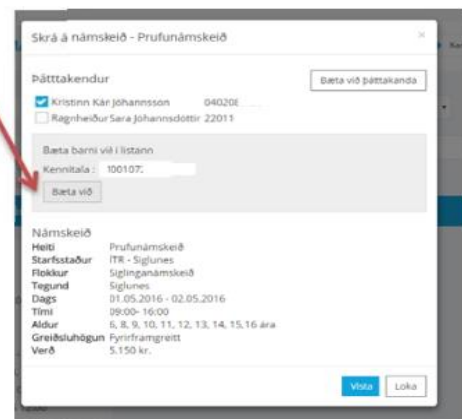 Skrá á námskeið - Prufunámskeið ×
Þátttakendur
Bæta við þátttakanda
Kristinn Kár Jóhannsson 040208
Ragnheiður Sara Jóhannsdóttir 22011
Bæta barni við í listann
Kennitala : 100107
Bæta við
Námskeið
Heiti Prufunámskeið
Starfsstaður ÍTR - Siglunes
Flokkur Siglinganámskeið
Tegund Siglunes
Dags 01.05.2016 - 02.05.2016
Tími 09:00- 16:00
Aldur 6, 8, 9, 10, 11, 12, 13, 14, 15,16 ára
Greiðsluhögun Fyrirframgreitt
Verð 5.150 kr.
Vista Loka
12:00